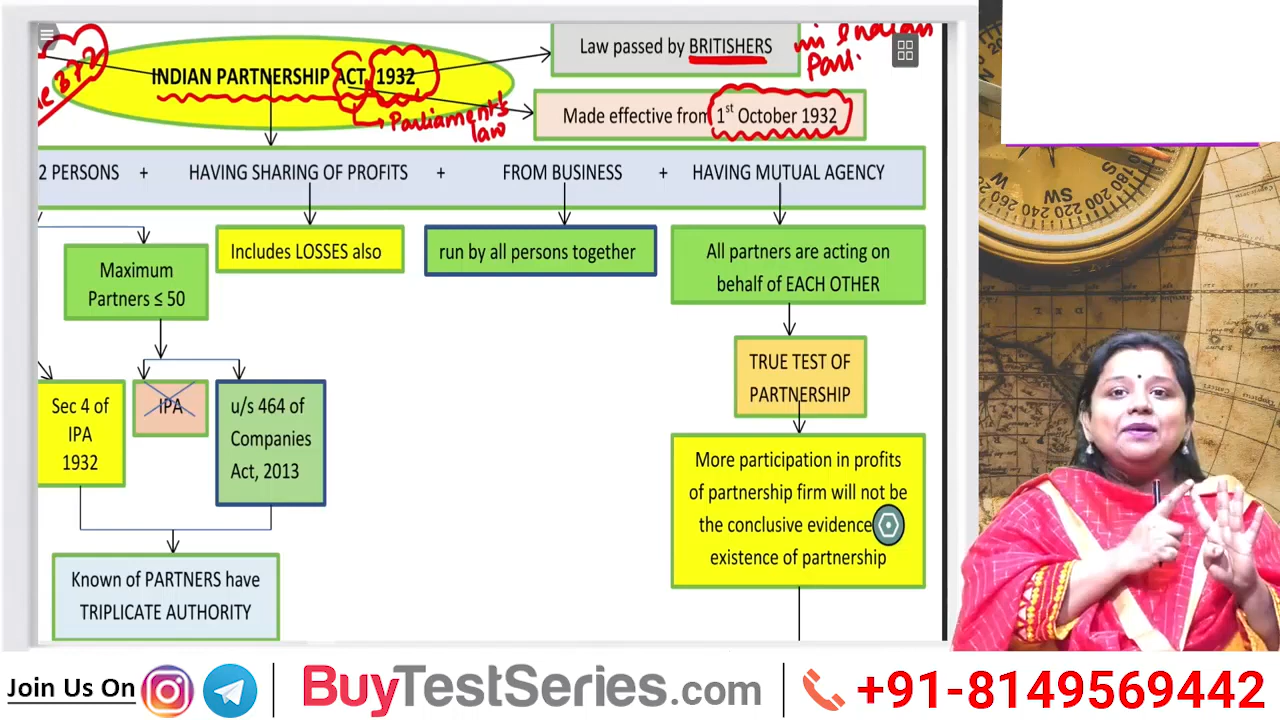 INDIAN PARTNERSHIP ACT, 1932
Law passed by BRITISHERS
in Indian
Parl.
Made effective from 1st October 1932
Parliament's
law
2 PERSONS + HAVING SHARING OF PROFITS + FROM BUSINESS + HAVING MUTUAL AGENCY
Maximum
Partners ≤ 50
Includes LOSSES also
run by all persons together
All partners are acting on
behalf of EACH OTHER
TRUE TEST OF
PARTNERSHIP
Sec 4 of
IPA
1932
IPA
u/s 464 of
Companies
Act, 2013
More participation in profits
of partnership firm will not be
the conclusive evidence
existence of partnership
Known of PARTNERS have
TRIPLICATE AUTHORITY
SW
Join Us On
BuyTestSeries.com
+91-8149569442